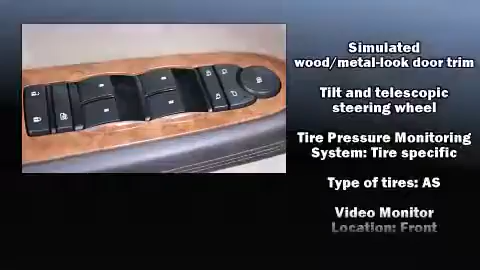 Simulated
wood/metal-look door trim
Tilt and telescopic
steering wheel
Tire Pressure Monitoring
System: Tire specific
Type of tires: AS
Video Monitor
Location: Front